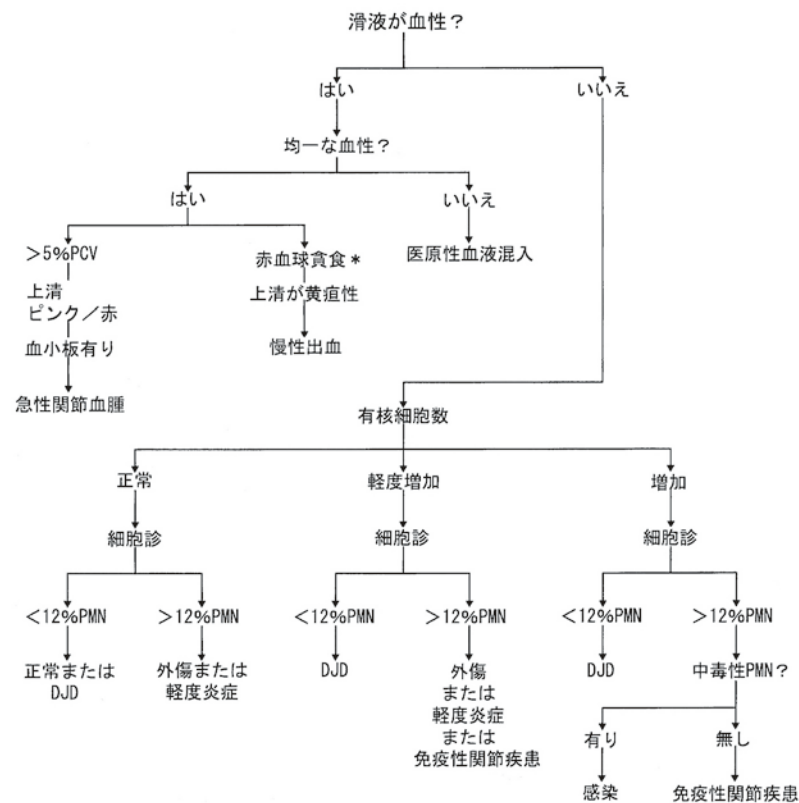 滑液が血性？
はい
いいえ
均一な血性？
はい
いいえ
＞5%PCV
赤血球貪食＊
医原性血液混入
上清
ピンク／赤
上清が黄疸性
血小板有り
慢性出血
急性関節血腫
有核細胞数
正常
軽度増加
増加
細胞診
細胞診
細胞診
＜12%PMN
＞12%PMN
＜12%PMN
＞12%PMN
＜12%PMN
＞12%PMN
正常または
DJD
外傷または
軽度炎症
DJD
外傷
または
軽度炎症
または
免疫性関節疾患
DJD
中毒性PMN？
有り
無し
感染
免疫性関節疾患